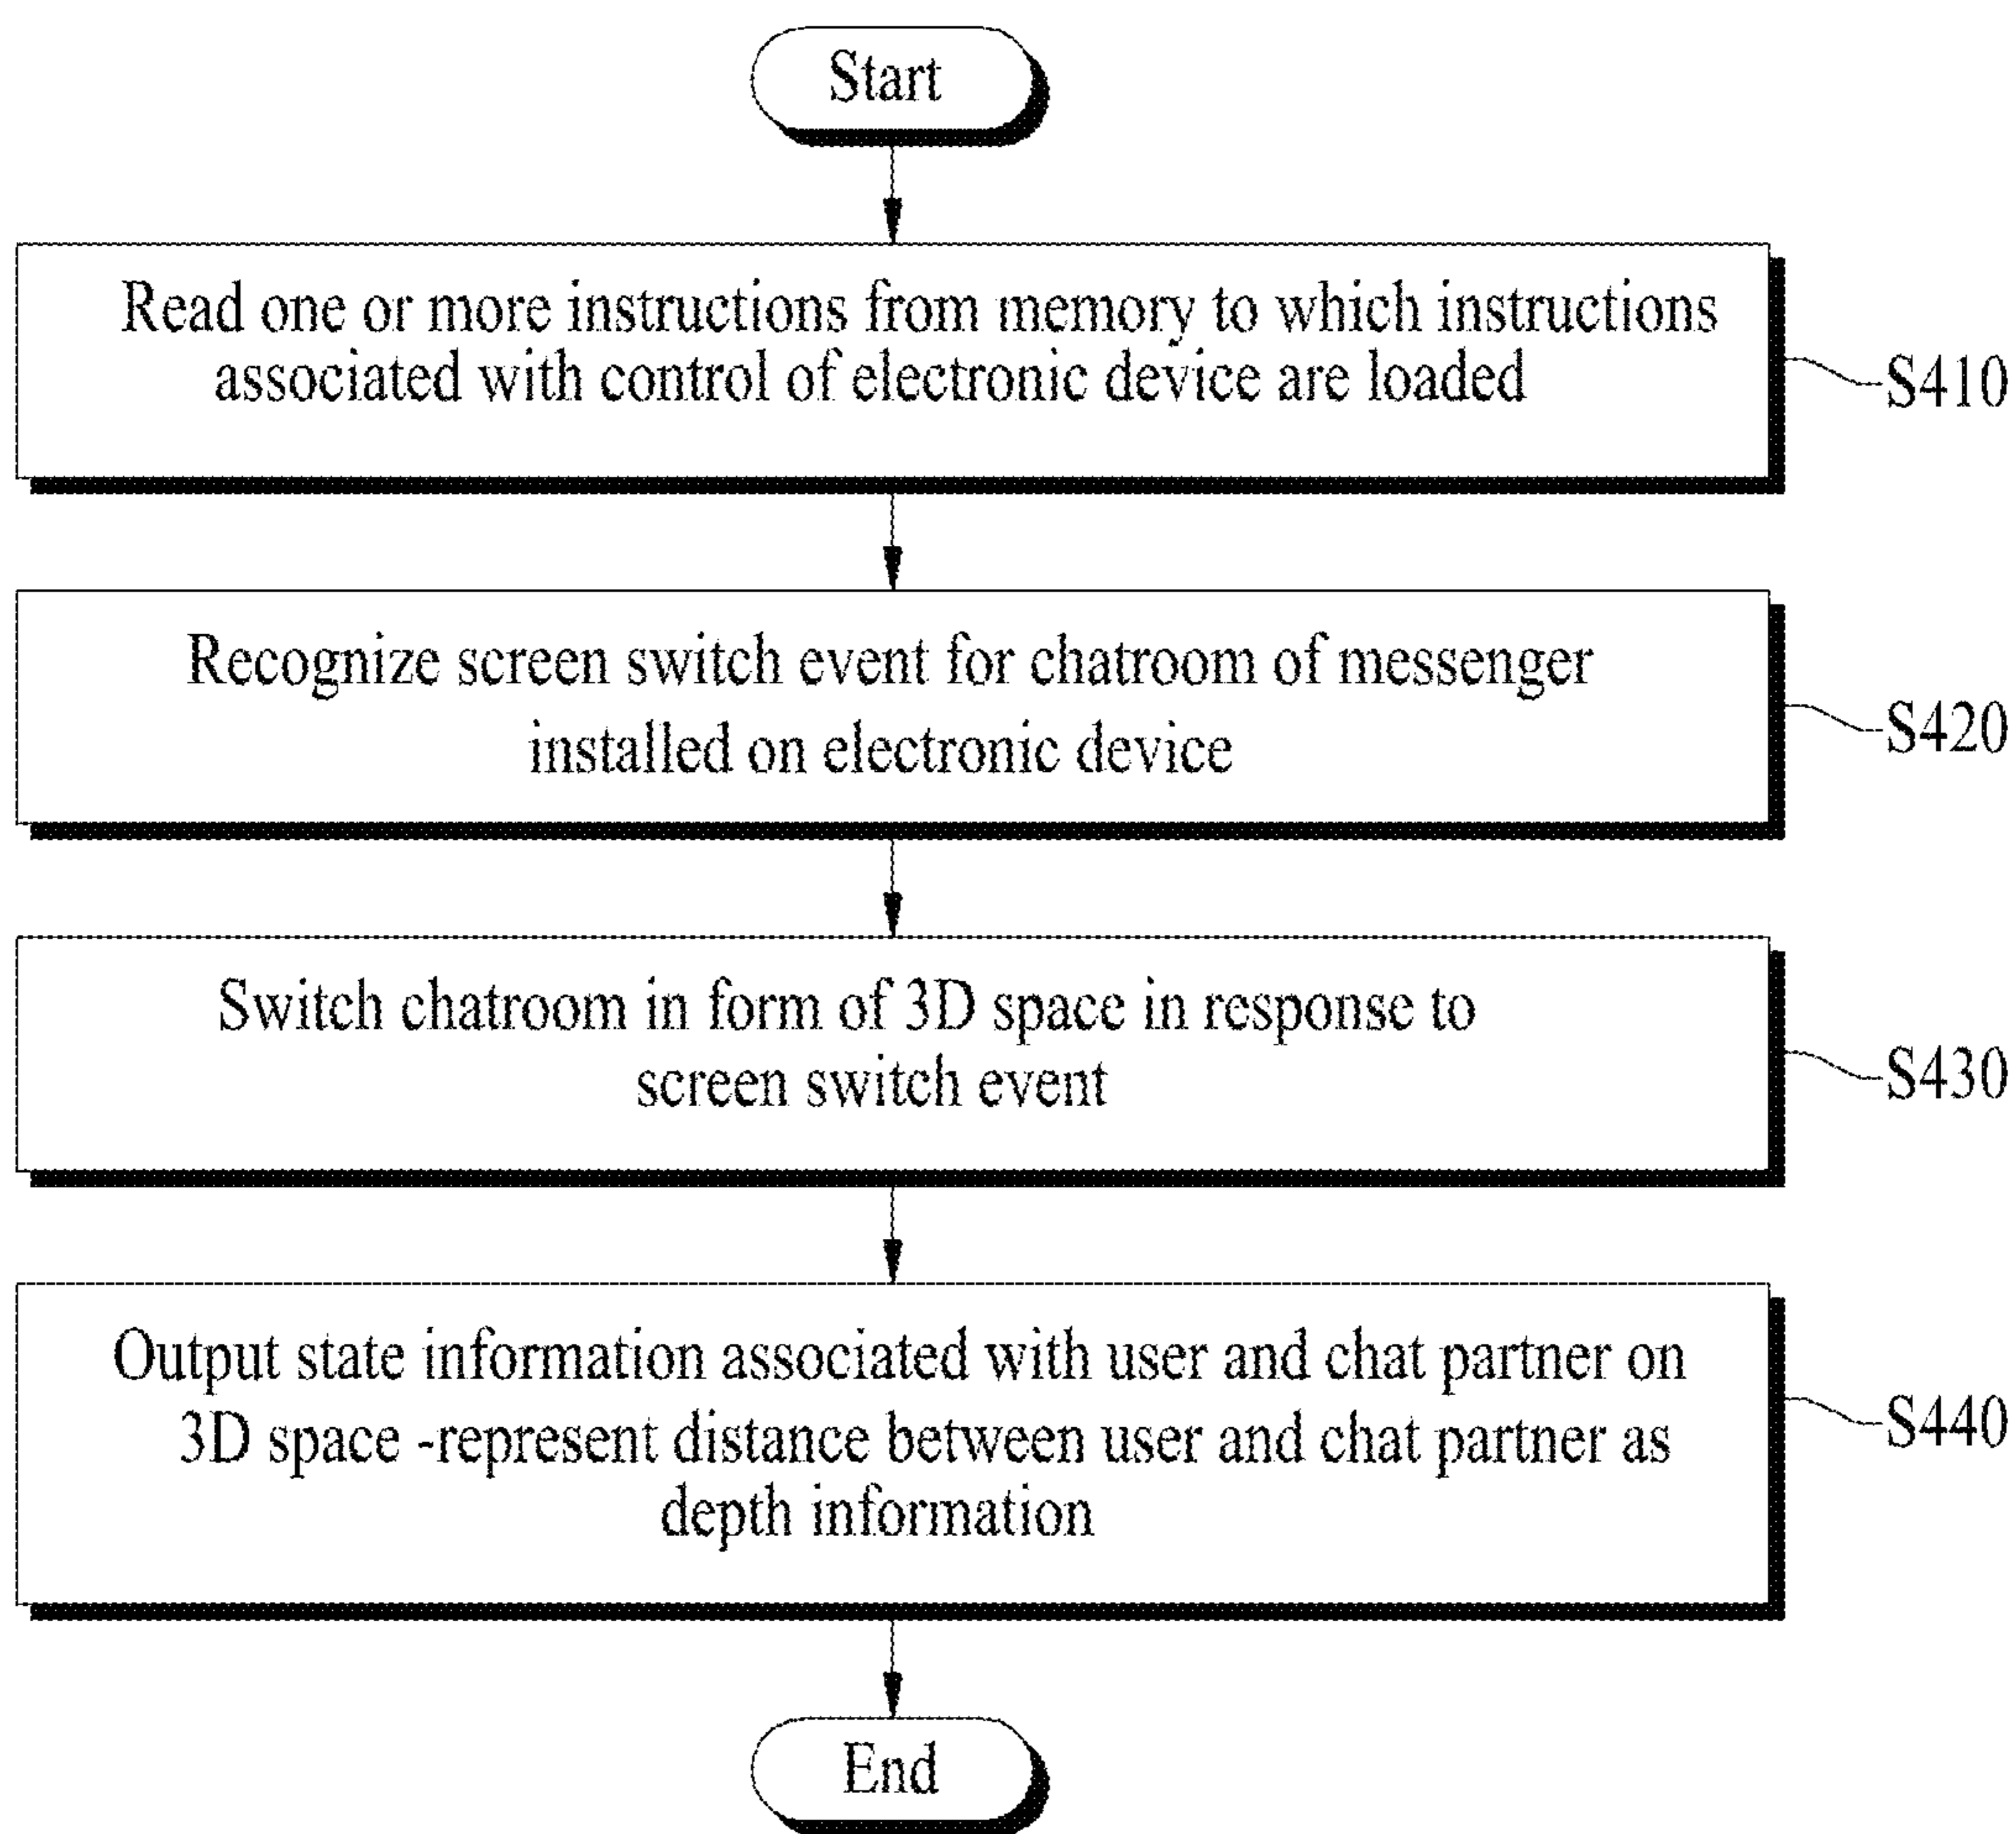 Start
Read one or more instructions from memory to which instructions
associated with control of electronic device are loaded
S410
Recognize screen switch event for chatroom of messenger
installed on electronic device
S420
Switch chatroom in form of 3D space in response to
screen switch event
S430
Output state information associated with user and chat partner on
3D space -represent distance between user and chat partner as
depth information
S440
End